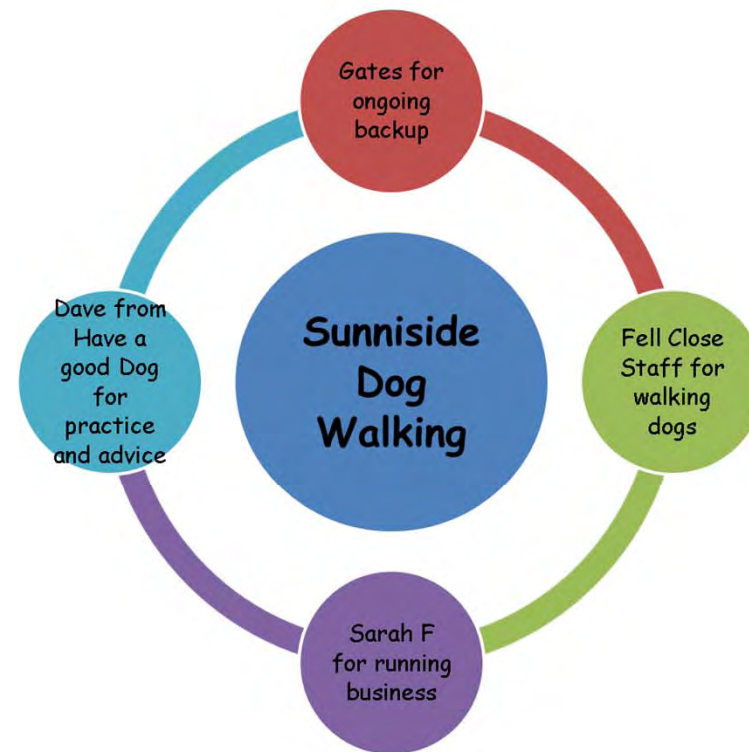 Gates for
ongoing
backup
Dave from
Have a
good Dog
for
practice
and advice
Sunniside
Dog
Walking
Fell Close
Staff for
walking
dogs
Sarah F
for running
business